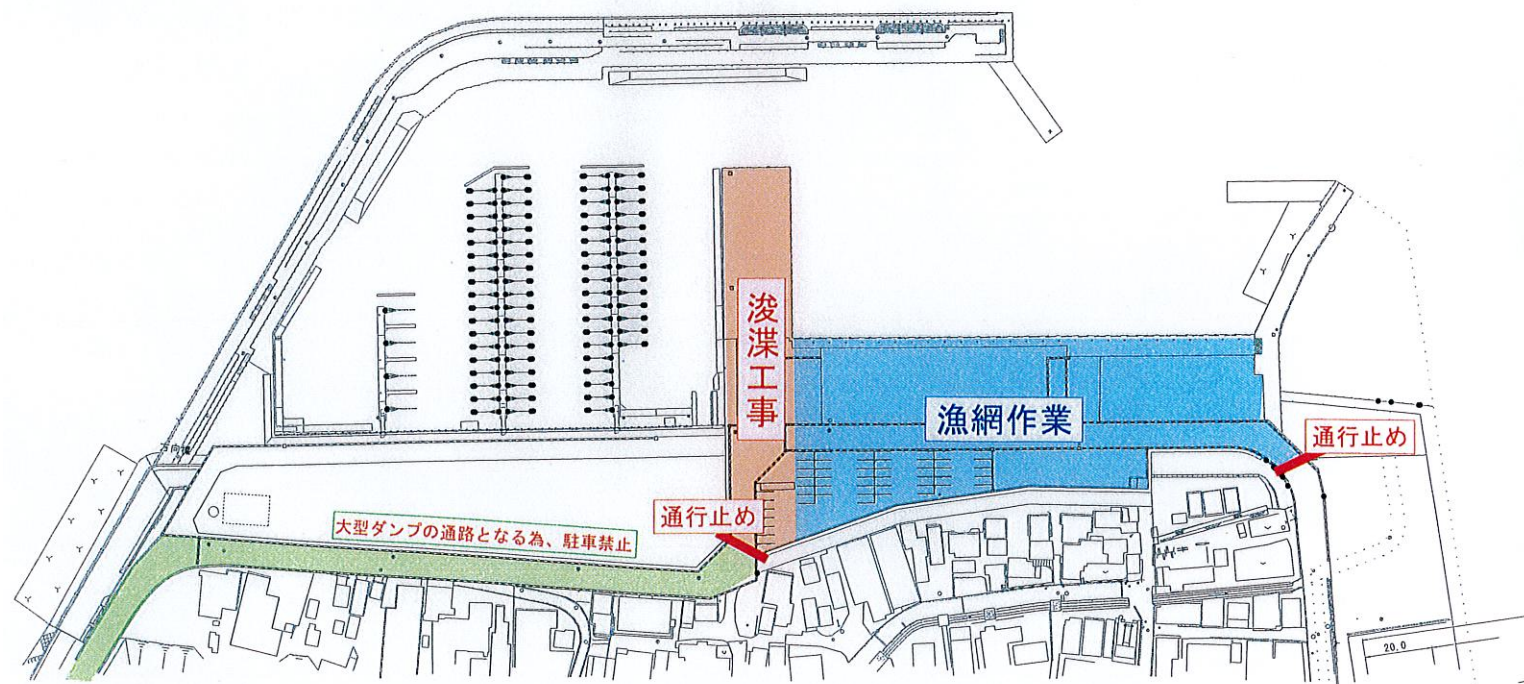 浚渫工事
漁網作業
通行止め
通行止め
大型ダンプの通路となる為、駐車禁止
20.0